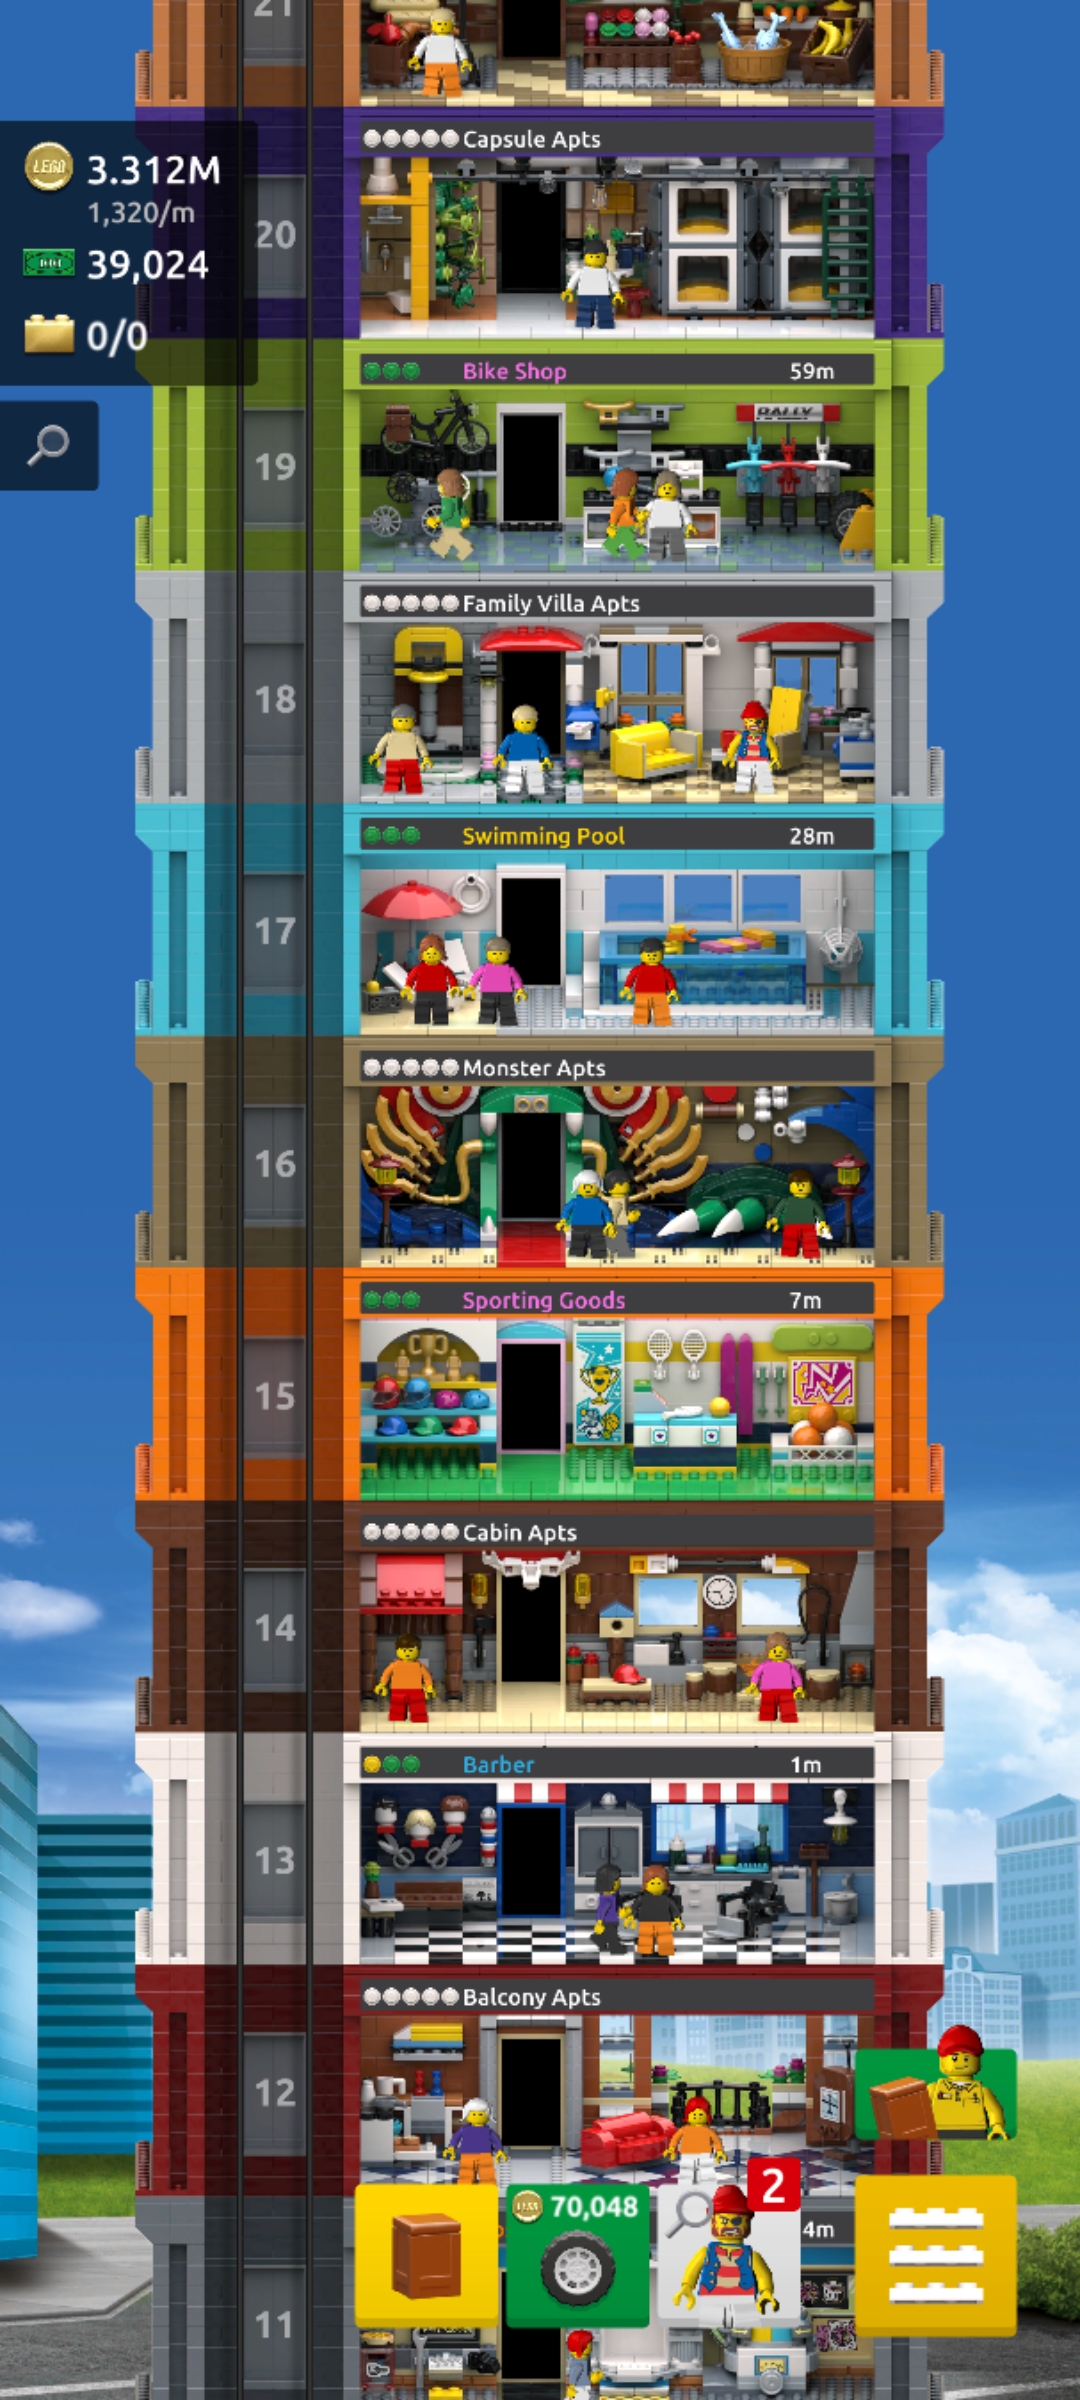 21
Capsule Apts
LEGO 3.312M
1,320/m
39,024
0/0
20
Bike Shop 59m
RALLY
19
Family Villa Apts
18
Swimming Pool 28m
17
Monster Apts
16
Sporting Goods 7m
15
Cabin Apts
14
Barber 1m
13
Balcony Apts
12
2
70,048
4m
11